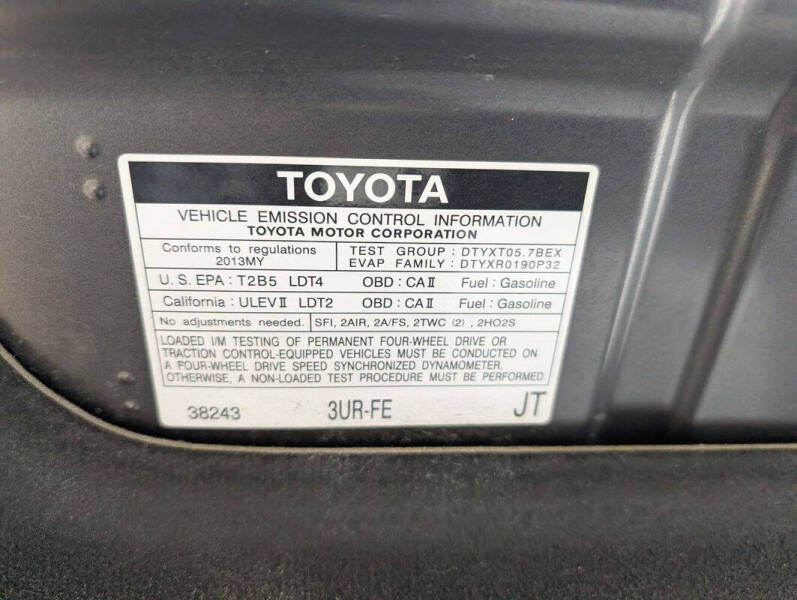 TOYOTA
VEHICLE EMISSION CONTROL INFORMATION
TOYOTA MOTOR CORPORATION
Conforms to regulations
2013MY
TEST GROUP : DTYXT05.7BEX
EVAP FAMILY : DTYXR0190P32
U.S. EPA : T2B5 LDT4 OBD : CAⅡ Fuel : Gasoline
California : ULEVⅡ LDT2 OBD : CAⅡ Fuel : Gasoline
No adjustments needed. SFI, 2AIR, 2A/FS, 2TWC (2) , 2HO2S
LOADED I/M TESTING OF PERMANENT FOUR-WHEEL DRIVE OR
TRACTION CONTROL-EQUIPPED VEHICLES MUST BE CONDUCTED ON
A FOUR-WHEEL DRIVE SPEED SYNCHRONIZED DYNAMOMETER.
OTHERWISE, A NON-LOADED TEST PROCEDURE MUST BE PERFORMED.
38243 3UR-FE JT